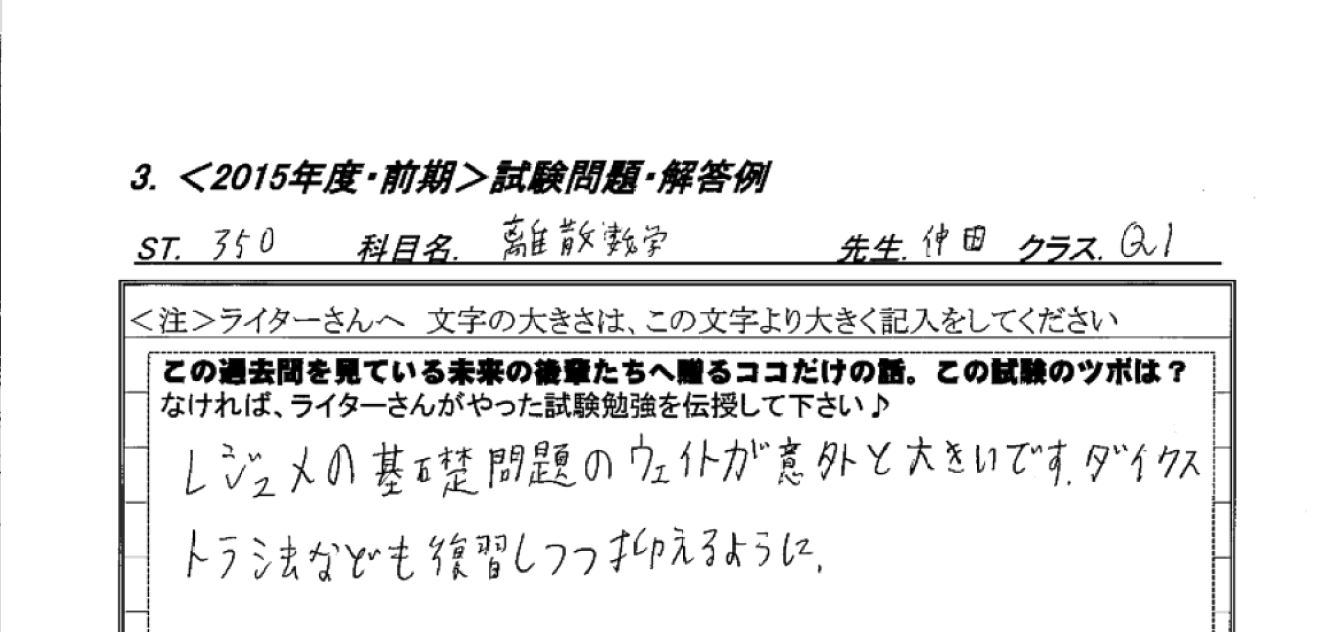 3. ＜2015年度・前期＞試験問題・解答例
ST. 350 科目名. 離散数学 先生. 仲田 クラス. Q1
＜注＞ライターさんへ 文字の大きさは、この文字より大きく記入をしてください
この過去問を見ている未来の後輩たちへ贈るココだけの話。この試験のツボは？
なければ、ライターさんがやった試験勉強を伝授して下さい♪
レジュメの基礎問題のウェイトが意外と大きいです.ダイクス
トラ法なども復習しつつ抑えるように.